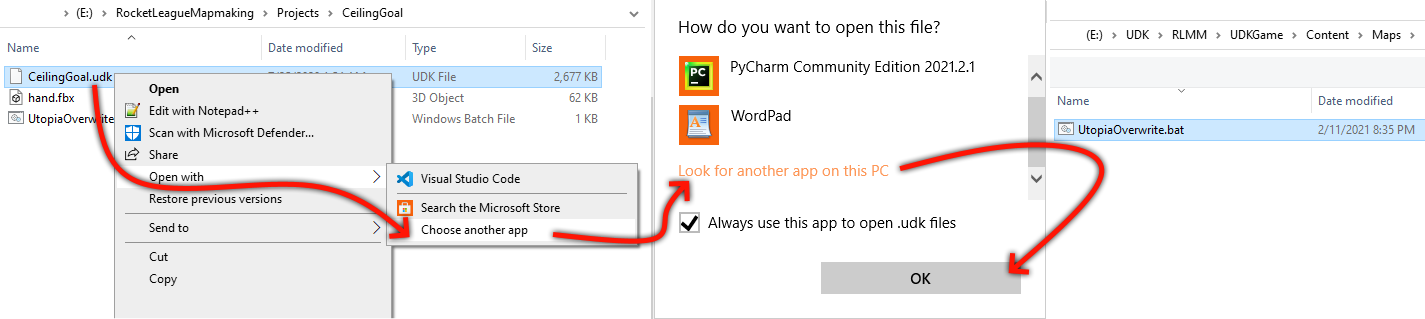 (E:) > RocketLeagueMapmaking > Projects > CeilingGoal
Name Date modified Type Size
CeilingGoal.udk UDK File 2,677 KB
hand.fbx 3D Object 62 KB
UtopiaOverwrite Windows Batch File 1 KB
Open
Edit with Notepad++
Scan with Microsoft Defender...
Share
Open with
Restore previous versions
Send to
Cut
Copy
Visual Studio Code
Search the Microsoft Store
Choose another app
How do you want to open this file?
PC
PyCharm Community Edition 2021.2.1
WordPad
Look for another app on this PC
Always use this app to open .udk files
OK
(E:) > UDK > RLMM > UDKGame > Content > Maps >
Name Date modified
UtopiaOverwrite.bat 2/11/2021 8:35 PM